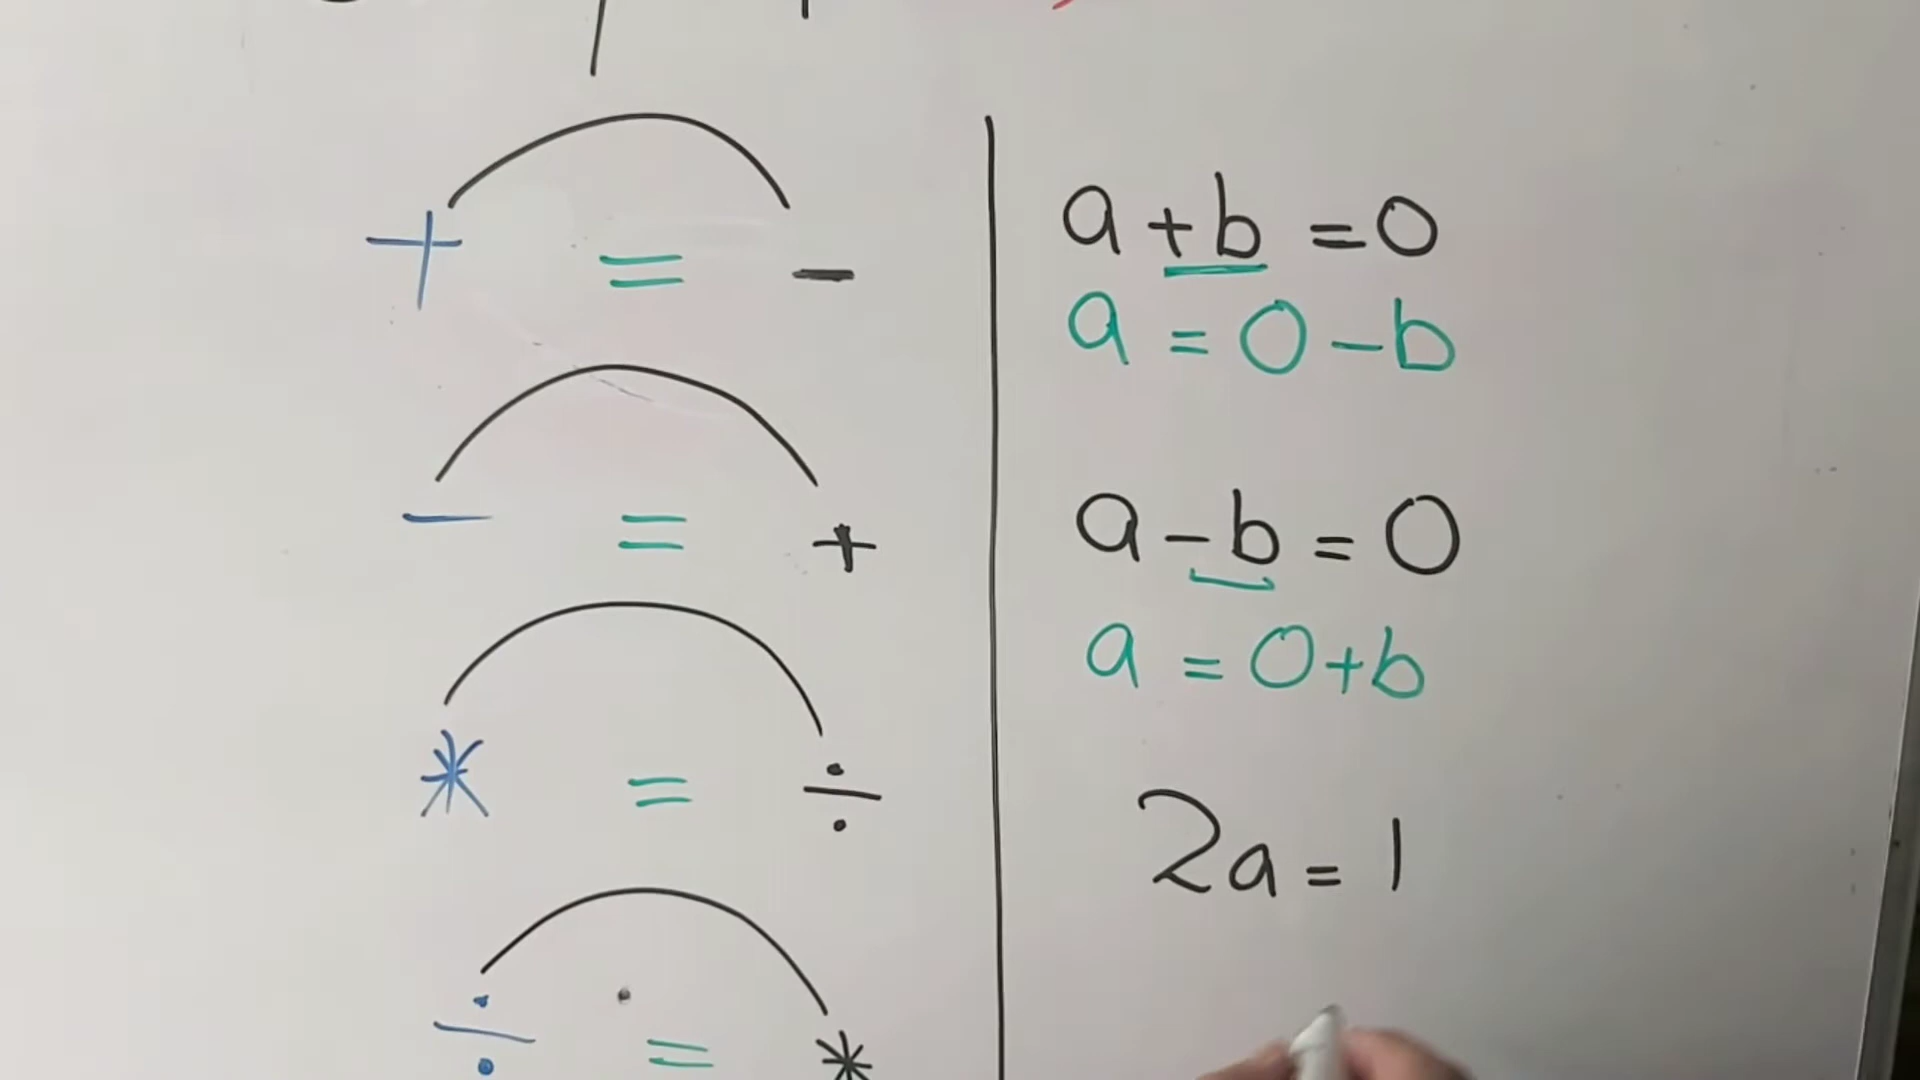 + = -
- = +
* = ÷
÷ = *
a + b = 0
a = 0 - b
a - b = 0
a = 0 + b
2a = 1